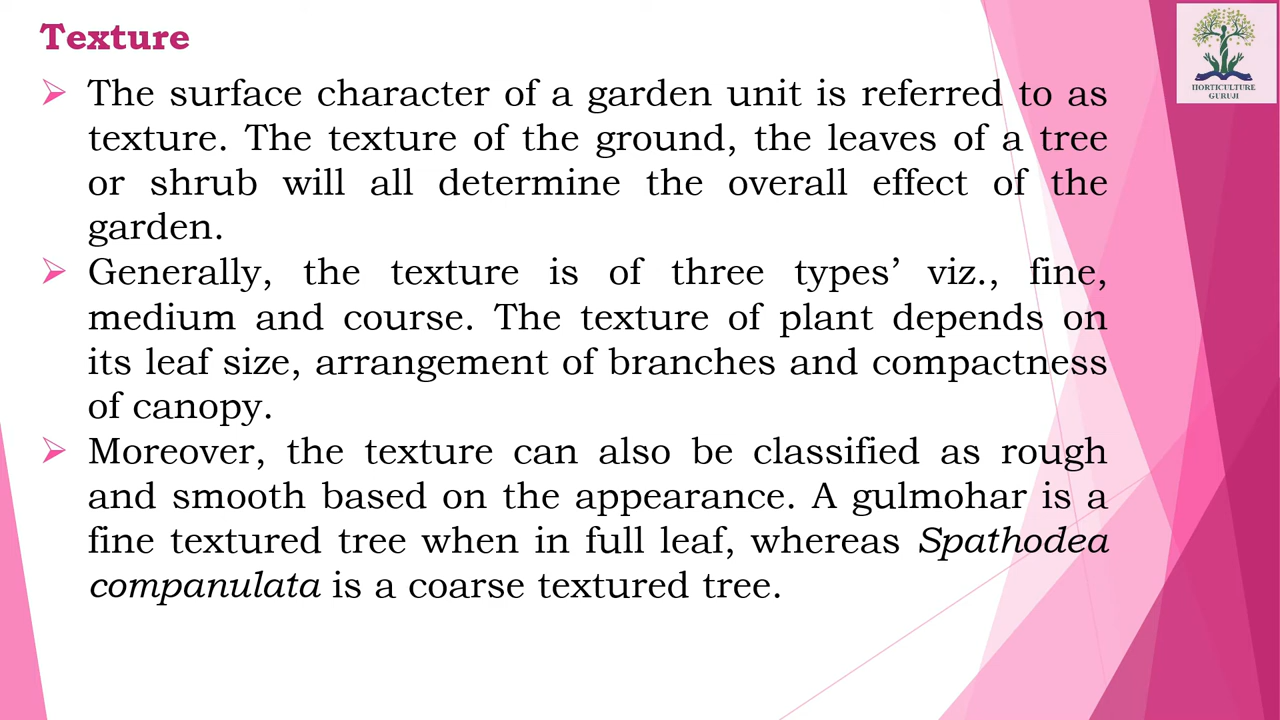 Texture
HORTICULTURE
GURUJI
➢ The surface character of a garden unit is referred to as
texture. The texture of the ground, the leaves of a tree
or shrub will all determine the overall effect of the
garden.
➢ Generally, the texture is of three types’ viz., fine,
medium and course. The texture of plant depends on
its leaf size, arrangement of branches and compactness
of canopy.
➢ Moreover, the texture can also be classified as rough
and smooth based on the appearance. A gulmohar is a
fine textured tree when in full leaf, whereas Spathodea
companulata is a coarse textured tree.